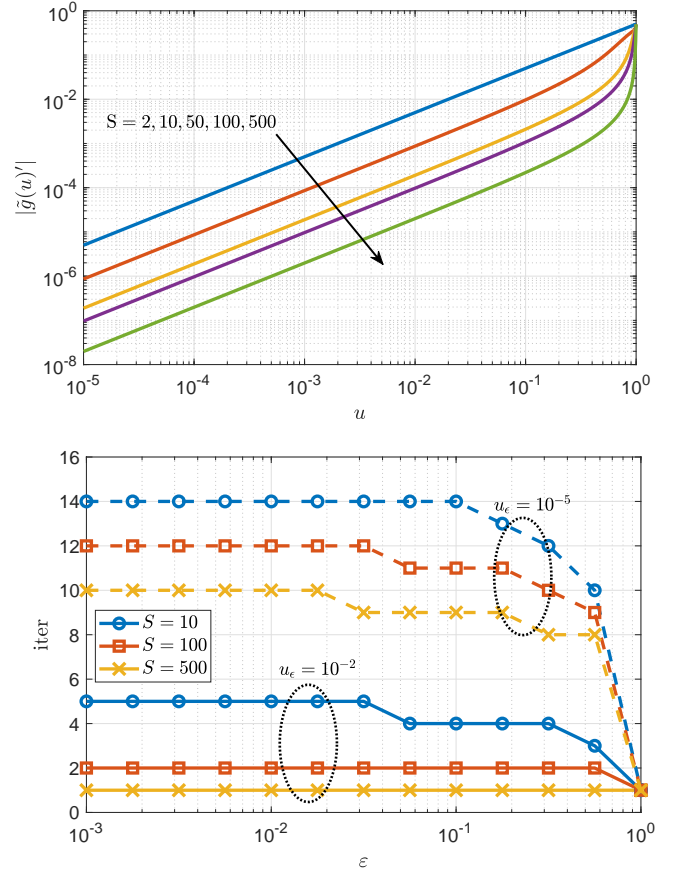 10^0
10^-2
S = 2, 10, 50, 100, 500
|g̃(u)′|
10^-4
10^-6
10^-8
10^-5 10^-4 10^-3 10^-2 10^-1 10^0
u
16
14
u_ϵ = 10^-5
12
10
S = 10
S = 100
S = 500
iter
8
u_ϵ = 10^-2
6
4
2
0
10^-3 10^-2 10^-1 10^0
ε